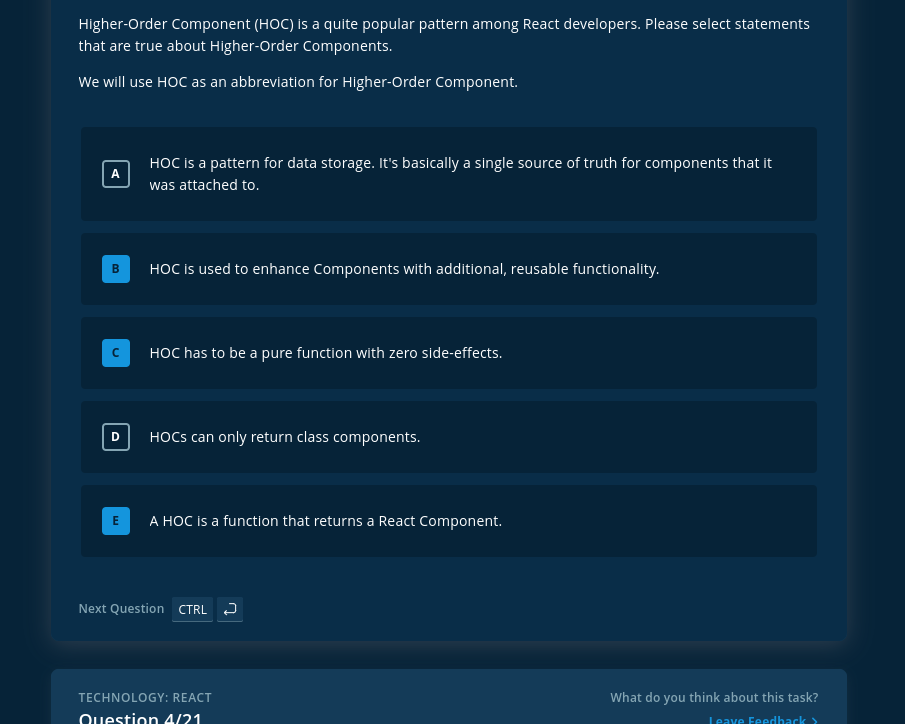 Higher-Order Component (HOC) is a quite popular pattern among React developers. Please select statements
that are true about Higher-Order Components.
We will use HOC as an abbreviation for Higher-Order Component.
A
HOC is a pattern for data storage. It's basically a single source of truth for components that it
was attached to.
B
HOC is used to enhance Components with additional, reusable functionality.
C
HOC has to be a pure function with zero side-effects.
D
HOCs can only return class components.
E
A HOC is a function that returns a React Component.
Next Question CTRL
TECHNOLOGY: REACT
What do you think about this task?
Question 4/21
Leave Feedback